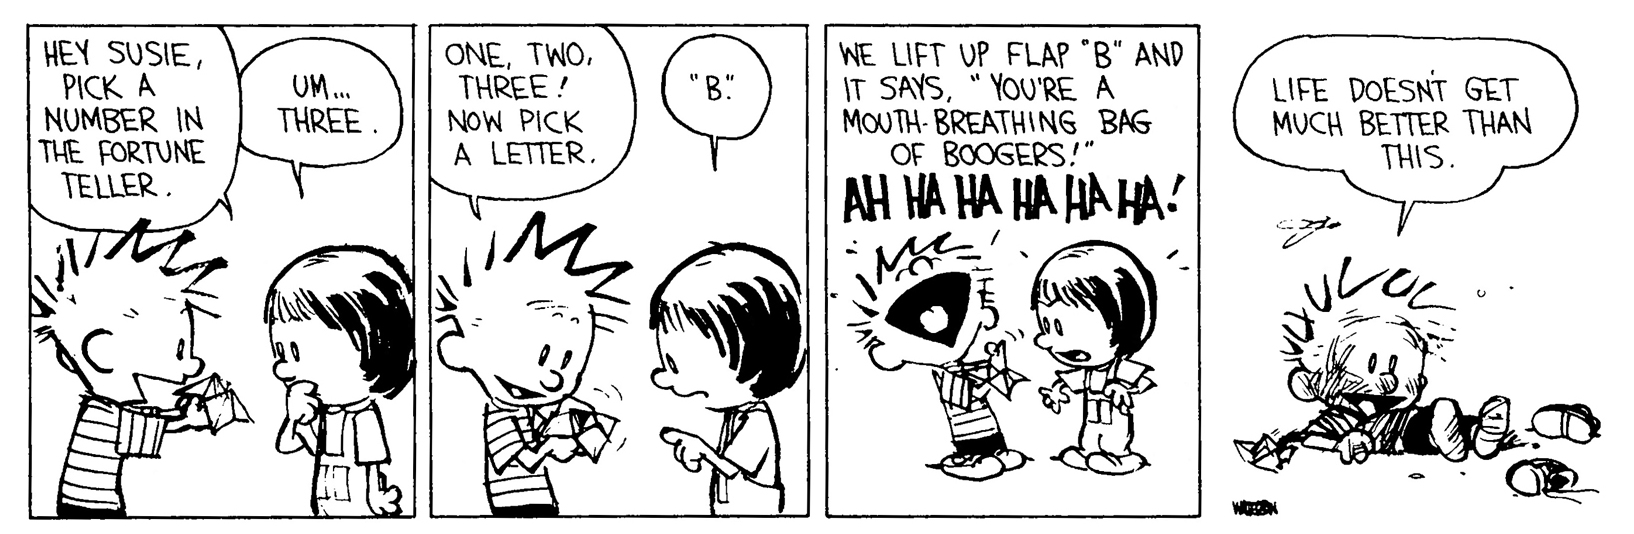 HEY SUSIE,
PICK A
NUMBER IN
THE FORTUNE
TELLER.
UM...
THREE.
ONE, TWO,
THREE!
NOW PICK
A LETTER.
"B."
WE LIFT UP FLAP "B" AND
IT SAYS, "YOU'RE A
MOUTH-BREATHING BAG
OF BOOGERS!"
AH HA HA HA HA HA!
LIFE DOESN'T GET
MUCH BETTER THAN
THIS.
WATTERSON